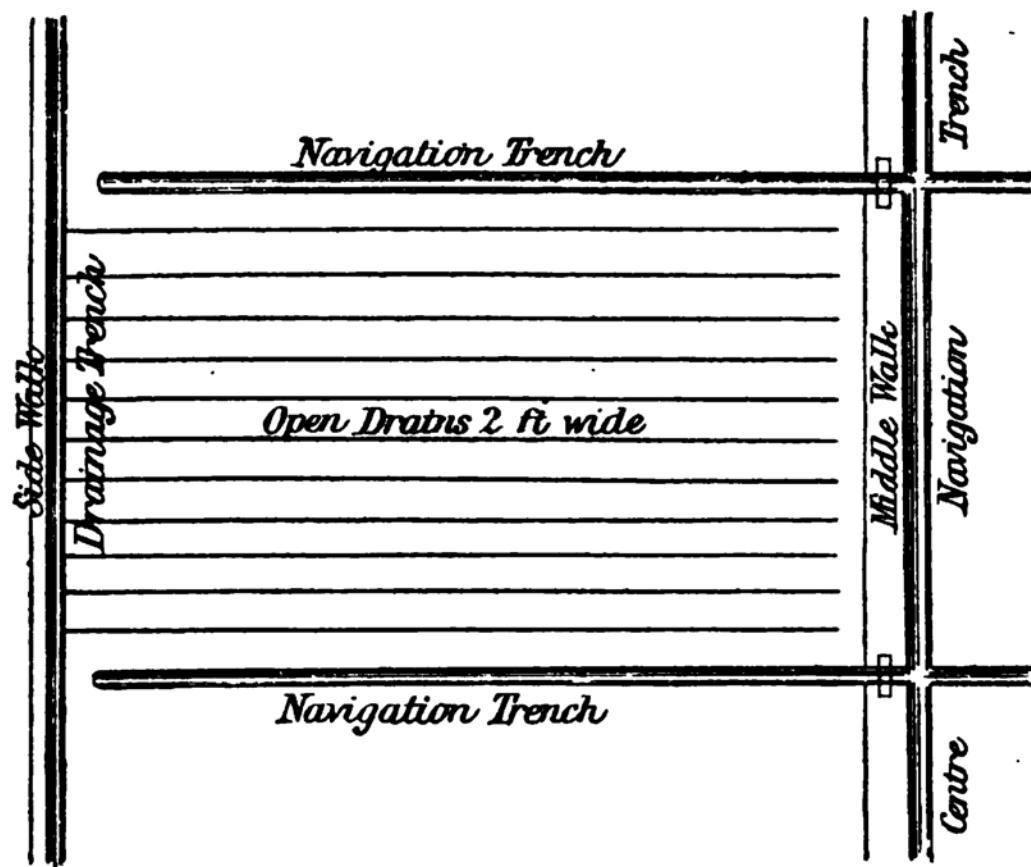 Navigation Trench
Side Walk
Drainage Trench
Open Drains 2 ft wide
Middle Walk
Centre Navigation Trench
Navigation Trench